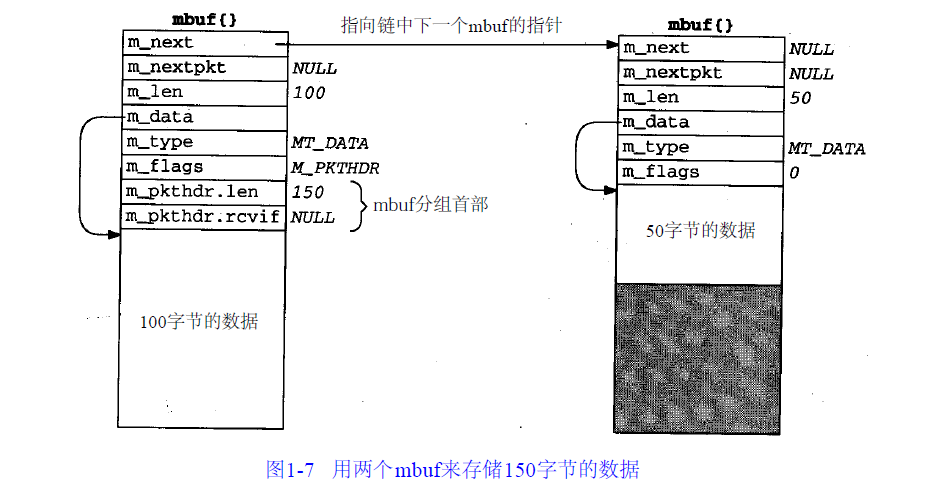 mbuf{}
指向链中下一个mbuf的指针
mbuf{}
m_next
m_nextpkt NULL
m_len 100
m_data
m_type MT_DATA
m_flags M_PKTHDR
m_pkthdr.len 150
m_pkthdr.rcvif NULL
mbuf分组首部
100字节的数据
m_next NULL
m_nextpkt NULL
m_len 50
m_data
m_type MT_DATA
m_flags 0
50字节的数据
图1-7 用两个mbuf来存储150字节的数据